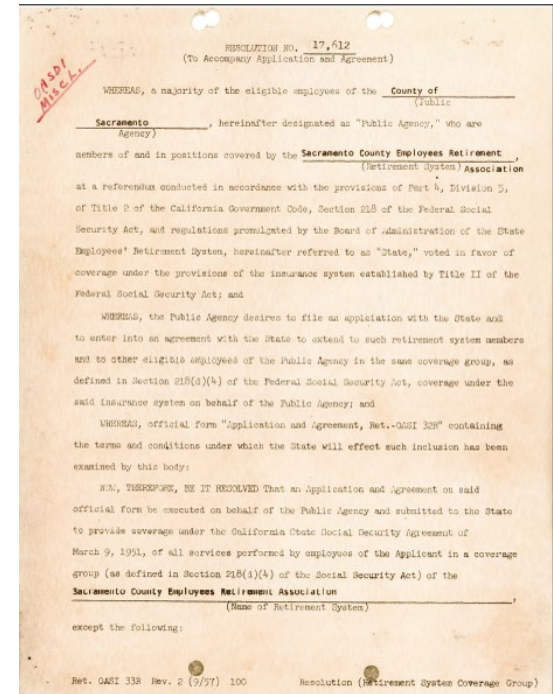 OASDI
MISCL.
RESOLUTION NO. 17,612
(To Accompany Application and Agreement)
WHEREAS, a majority of the eligible employees of the County of
(Public
Sacramento, hereinafter designated as "Public Agency," who are
Agency)
members of and in positions covered by the Sacramento County Employees Retirement,
(Retirement System) Association
at a referendum conducted in accordance with the provisions of Part 4, Division 5,
of Title 2 of the California Government Code, Section 218 of the Federal Social
Security Act, and regulations promulgated by the Board of Administration of the State
Employees' Retirement System, hereinafter referred to as "State," voted in favor of
coverage under the provisions of the insurance system established by Title II of the
Federal Social Security Act; and
WHEREAS, the Public Agency desires to file an appleiation with the State and
to enter into an agreement with the State to extend to such retirement system members
and to other eligible employees of the Public Agency in the same coverage group, as
defined in Section 218(d)(4) of the Federal Social Security Act, coverage under the
said insurance system on behalf of the Public Agency; and
WHEREAS, official form "Application and Agreement, Ret.-OASI 32R" containing
the terms and conditions under which the State will effect such inclusion has been
examined by this body:
NOW, THEREFORE, BE IT RESOLVED That an Application and Agreement on said
official form be executed on behalf of the Public Agency and submitted to the State
to provide coverage under the California State Social Security Agreement of
March 9, 1951, of all services performed by employees of the Applicant in a coverage
group (as defined in Section 218(d)(4) of the Social Security Act) of the
Sacramento County Employees Retirement Association,
(Name of Retirement System)
except the following:
Ret. OASI 33R Rev. 2 (9/57) 100 Resolution (Retirement System Coverage Group)